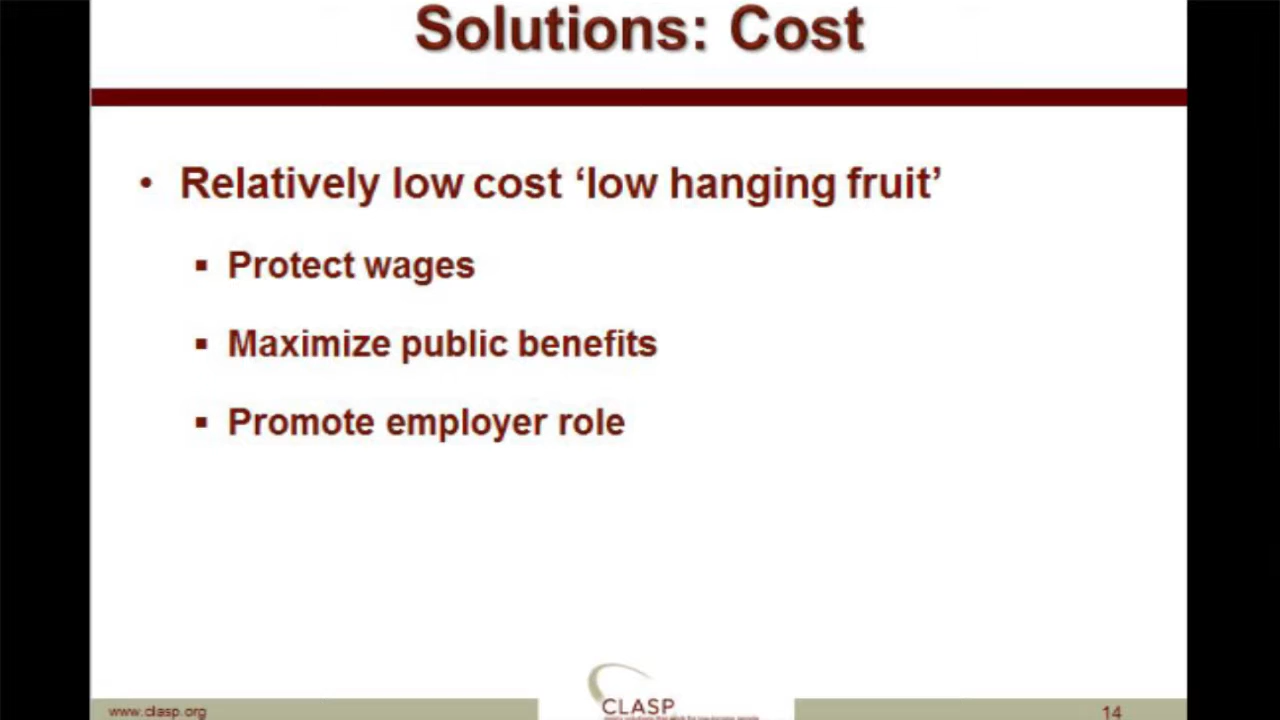 Solutions: Cost
• Relatively low cost ‘low hanging fruit’
▪ Protect wages
▪ Maximize public benefits
▪ Promote employer role
www.clasp.org
CLASP
14